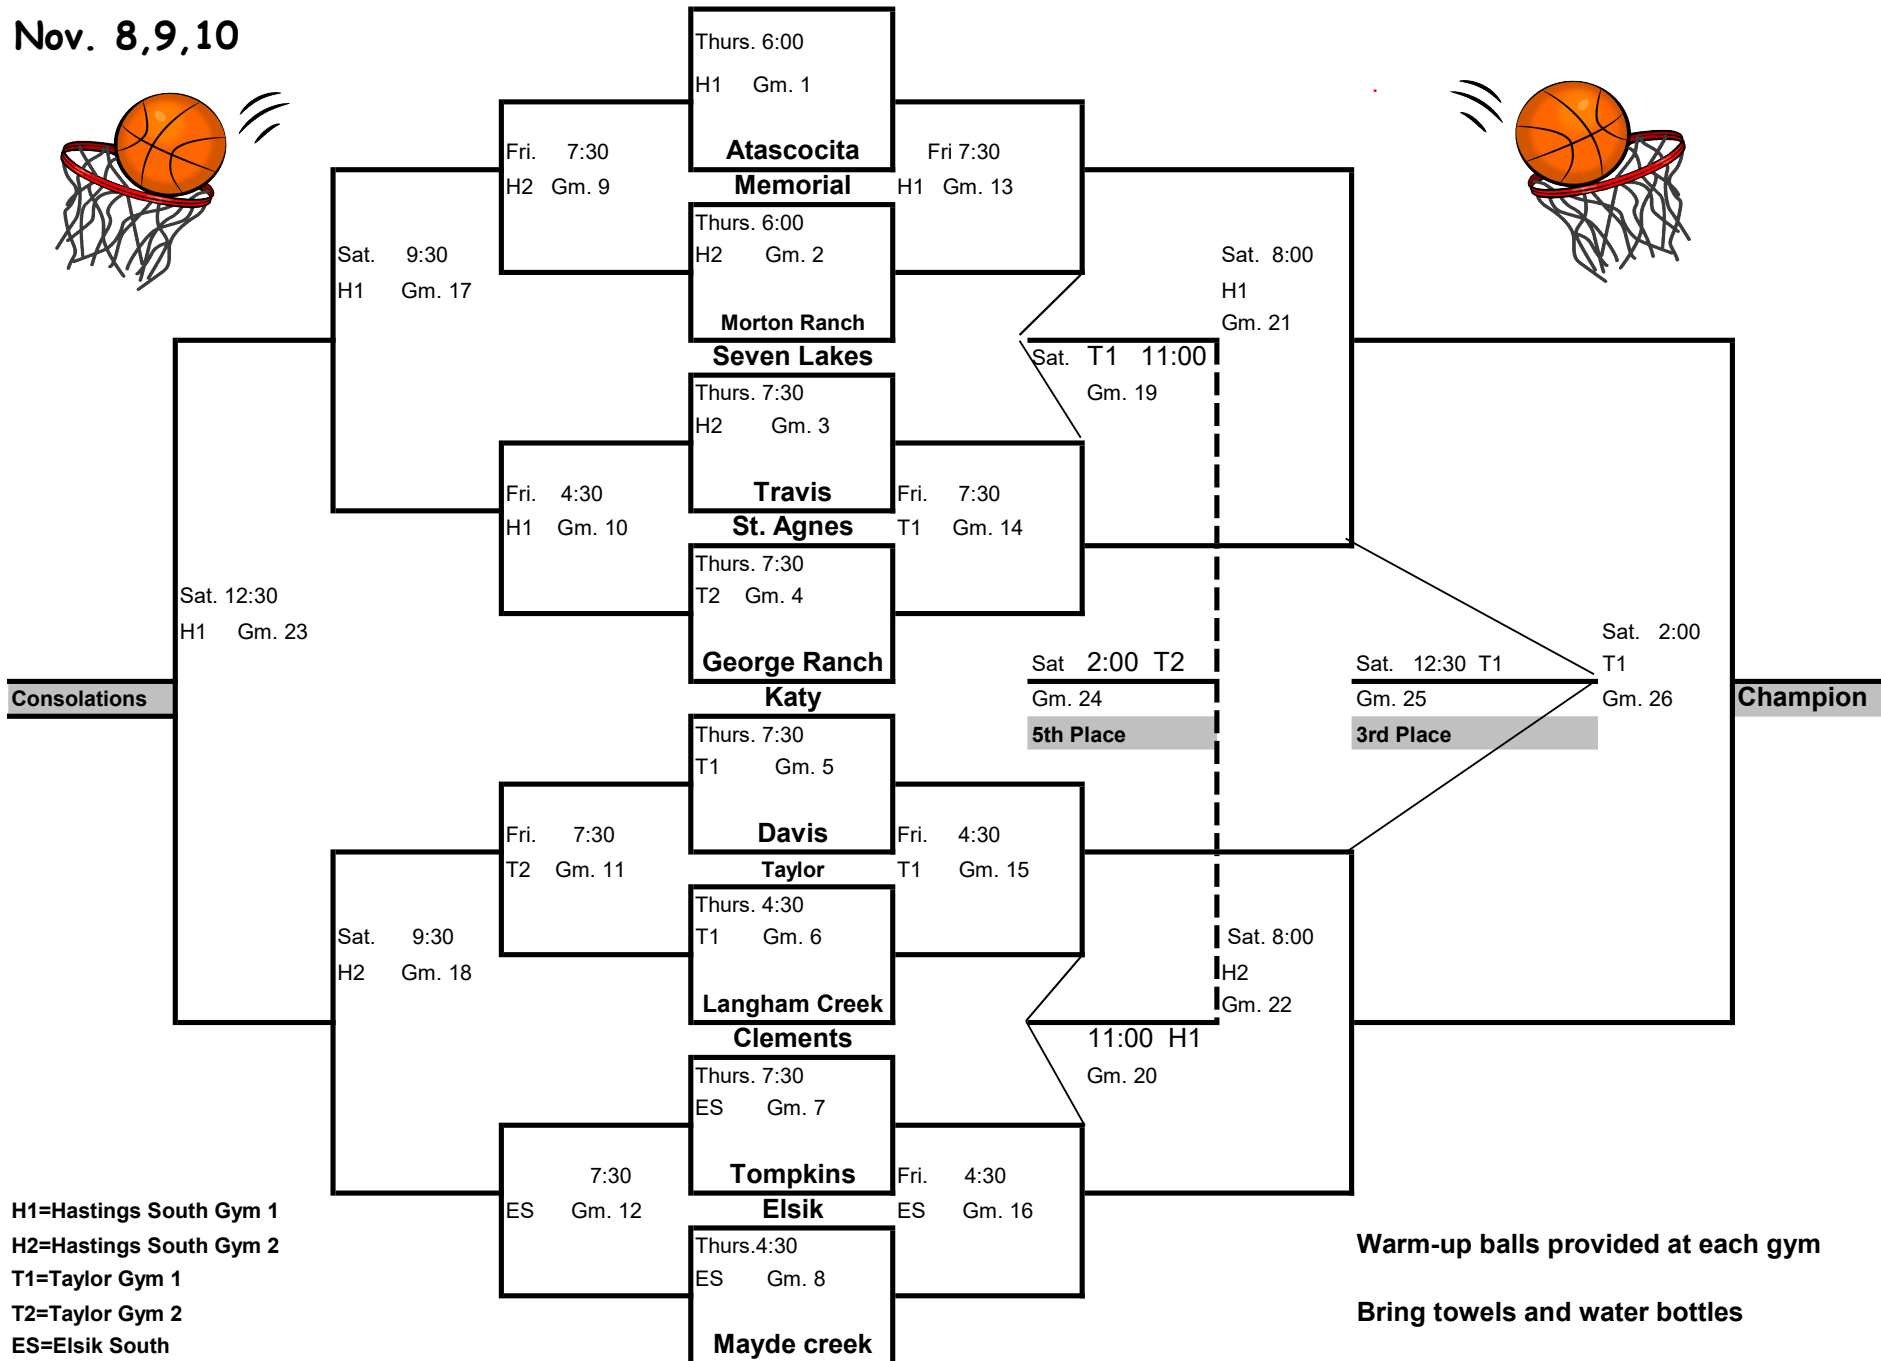 Nov. 8,9,10
Thurs. 6:00
H1 Gm. 1
Atascocita
Fri. 7:30
H2 Gm. 9
Fri 7:30
H1 Gm. 13
Memorial
Thurs. 6:00
H2 Gm. 2
Morton Ranch
Sat. 9:30
H1 Gm. 17
Sat. 8:00
H1
Gm. 21
Seven Lakes
Sat. T1 11:00
Gm. 19
Thurs. 7:30
H2 Gm. 3
Travis
Fri. 4:30
H1 Gm. 10
Fri. 7:30
T1 Gm. 14
St. Agnes
Thurs. 7:30
T2 Gm. 4
George Ranch
Sat. 12:30
H1 Gm. 23
Consolations
Sat 2:00 T2
Gm. 24
5th Place
Sat. 12:30 T1
Gm. 25
3rd Place
Sat. 2:00
T1
Gm. 26
Champion
Katy
Thurs. 7:30
T1 Gm. 5
Davis
Fri. 7:30
T2 Gm. 11
Fri. 4:30
T1 Gm. 15
Taylor
Thurs. 4:30
T1 Gm. 6
Langham Creek
Sat. 9:30
H2 Gm. 18
Sat. 8:00
H2
Gm. 22
Clements
11:00 H1
Gm. 20
Thurs. 7:30
ES Gm. 7
Tompkins
7:30
ES Gm. 12
Fri. 4:30
ES Gm. 16
Elsik
Thurs.4:30
ES Gm. 8
Mayde creek
H1=Hastings South Gym 1
H2=Hastings South Gym 2
T1=Taylor Gym 1
T2=Taylor Gym 2
ES=Elsik South
Warm-up balls provided at each gym
Bring towels and water bottles